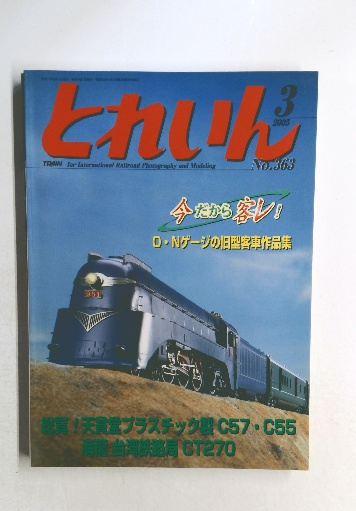 とれいん
3
2005
TRAIN for International Railroad Photography and Modeling
No.363
今だから客レ!
O・Nゲージの旧型客車作品集
天賞堂プラスチック製 C57・C55
台湾鉄路局 CT270